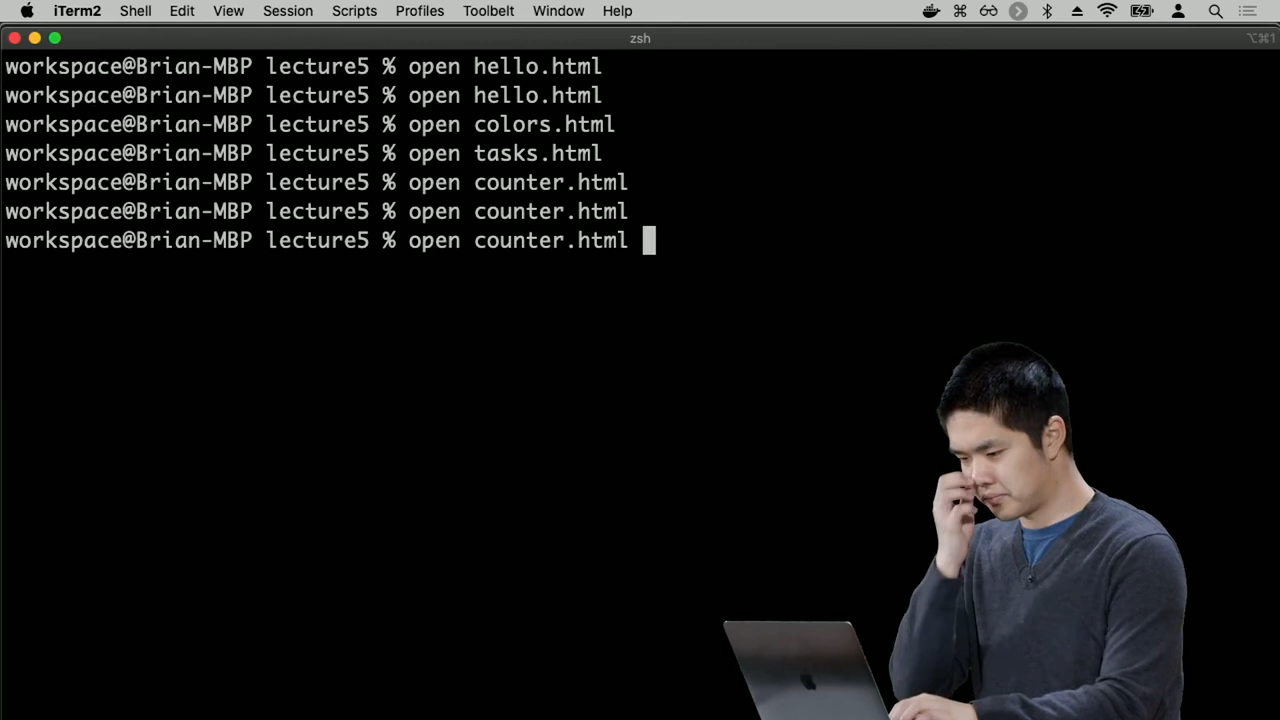 iTerm2 Shell Edit View Session Scripts Profiles Toolbelt Window Help
zsh ⌥⌘1
workspace@Brian-MBP lecture5 % open hello.html
workspace@Brian-MBP lecture5 % open hello.html
workspace@Brian-MBP lecture5 % open colors.html
workspace@Brian-MBP lecture5 % open tasks.html
workspace@Brian-MBP lecture5 % open counter.html
workspace@Brian-MBP lecture5 % open counter.html
workspace@Brian-MBP lecture5 % open counter.html